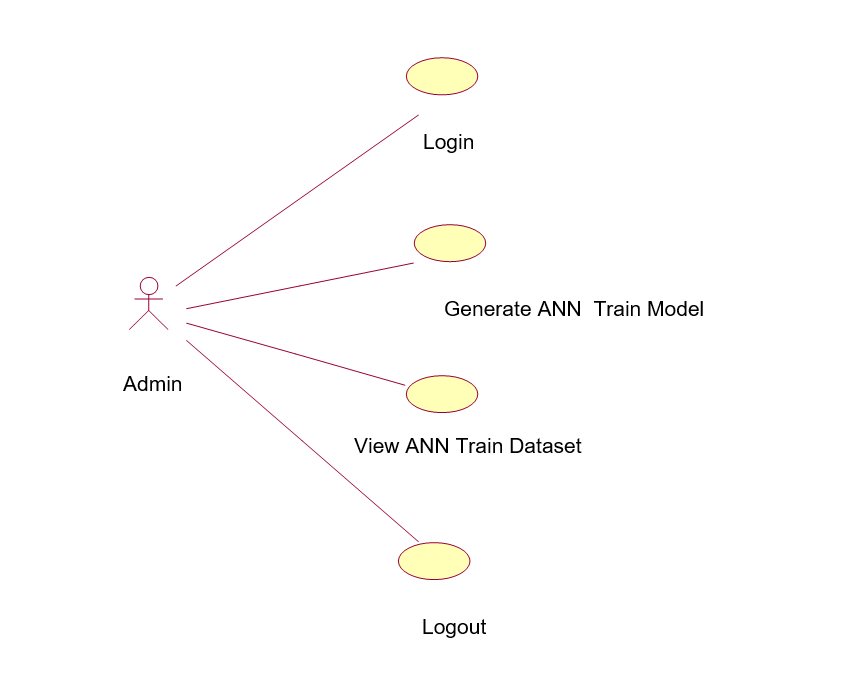 Login
Generate ANN  Train Model
Admin
View ANN Train Dataset
Logout